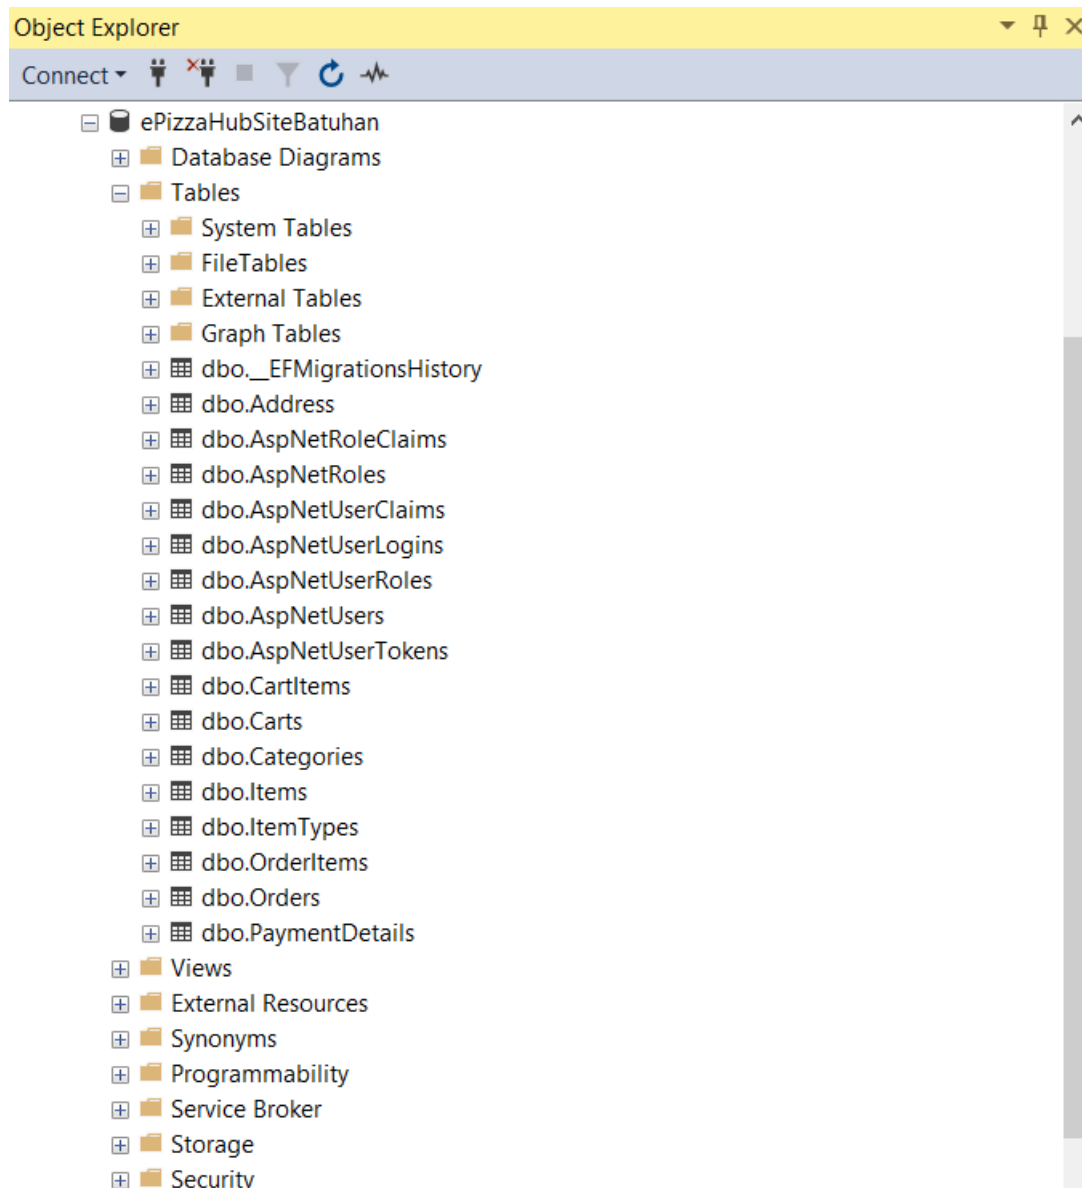 Object Explorer
Connect
ePizzaHubSiteBatuhan
Database Diagrams
Tables
System Tables
FileTables
External Tables
Graph Tables
dbo.__EFMigrationsHistory
dbo.Address
dbo.AspNetRoleClaims
dbo.AspNetRoles
dbo.AspNetUserClaims
dbo.AspNetUserLogins
dbo.AspNetUserRoles
dbo.AspNetUsers
dbo.AspNetUserTokens
dbo.CartItems
dbo.Carts
dbo.Categories
dbo.Items
dbo.ItemTypes
dbo.OrderItems
dbo.Orders
dbo.PaymentDetails
Views
External Resources
Synonyms
Programmability
Service Broker
Storage
Security